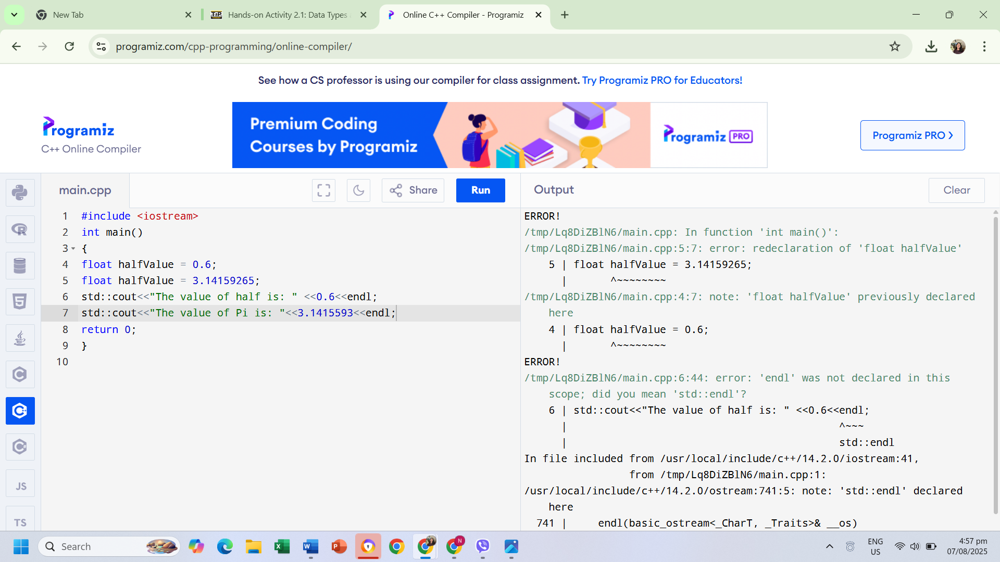 New Tab
Hands-on Activity 2.1: Data Types
Online C++ Compiler - Programiz
programiz.com/cpp-programming/online-compiler/
See how a CS professor is using our compiler for class assignment. Try Programiz PRO for Educators!
Programiz
C++ Online Compiler
Premium Coding
Courses by Programiz
Programiz PRO
Programiz PRO >
main.cpp
Share
Run
Output
Clear
1 #include <iostream>
2 int main()
3 {
4 float halfValue = 0.6;
5 float halfValue = 3.14159265;
6 std::cout<<"The value of half is: " <<0.6<<endl;
7 std::cout<<"The value of Pi is: "<<3.1415593<<endl;
8 return 0;
9 }
10
ERROR!
/tmp/Lq8DiZBlN6/main.cpp: In function 'int main()':
/tmp/Lq8DiZBlN6/main.cpp:5:7: error: redeclaration of 'float halfValue'
5 | float halfValue = 3.14159265;
| ^~~~~~~~~
/tmp/Lq8DiZBlN6/main.cpp:4:7: note: 'float halfValue' previously declared
here
4 | float halfValue = 0.6;
| ^~~~~~~~~
ERROR!
/tmp/Lq8DiZBlN6/main.cpp:6:44: error: 'endl' was not declared in this
scope; did you mean 'std::endl'?
6 | std::cout<<"The value of half is: " <<0.6<<endl;
| ^~~~
| std::endl
In file included from /usr/local/include/c++/14.2.0/iostream:41,
from /tmp/Lq8DiZBlN6/main.cpp:1:
/usr/local/include/c++/14.2.0/ostream:741:5: note: 'std::endl' declared
here
741 | endl(basic_ostream<_CharT, _Traits>& __os)
JS
TS
Search
ENG
US
4:57 pm
07/08/2025